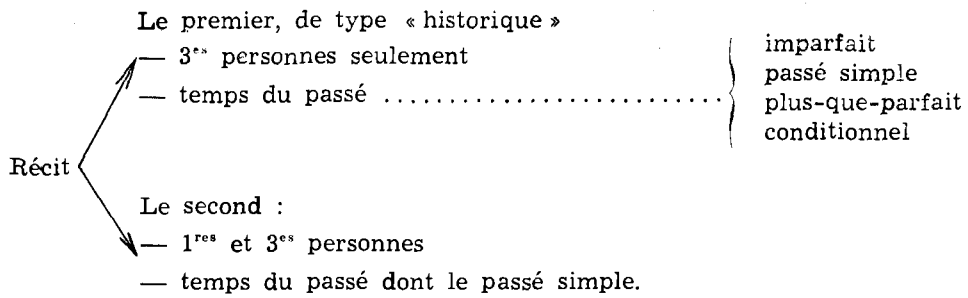 Le premier, de type « historique »
— 3es personnes seulement
— temps du passé ........................
imparfait
passé simple
plus-que-parfait
conditionnel
Récit
Le second :
— 1res et 3es personnes
— temps du passé dont le passé simple.